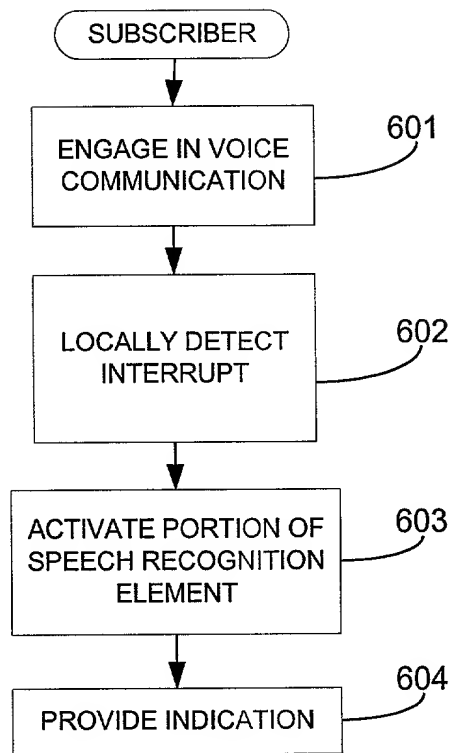 SUBSCRIBER
ENGAGE IN VOICE
COMMUNICATION
601
LOCALLY DETECT
INTERRUPT
602
ACTIVATE PORTION OF
SPEECH RECOGNITION
ELEMENT
603
PROVIDE INDICATION
604